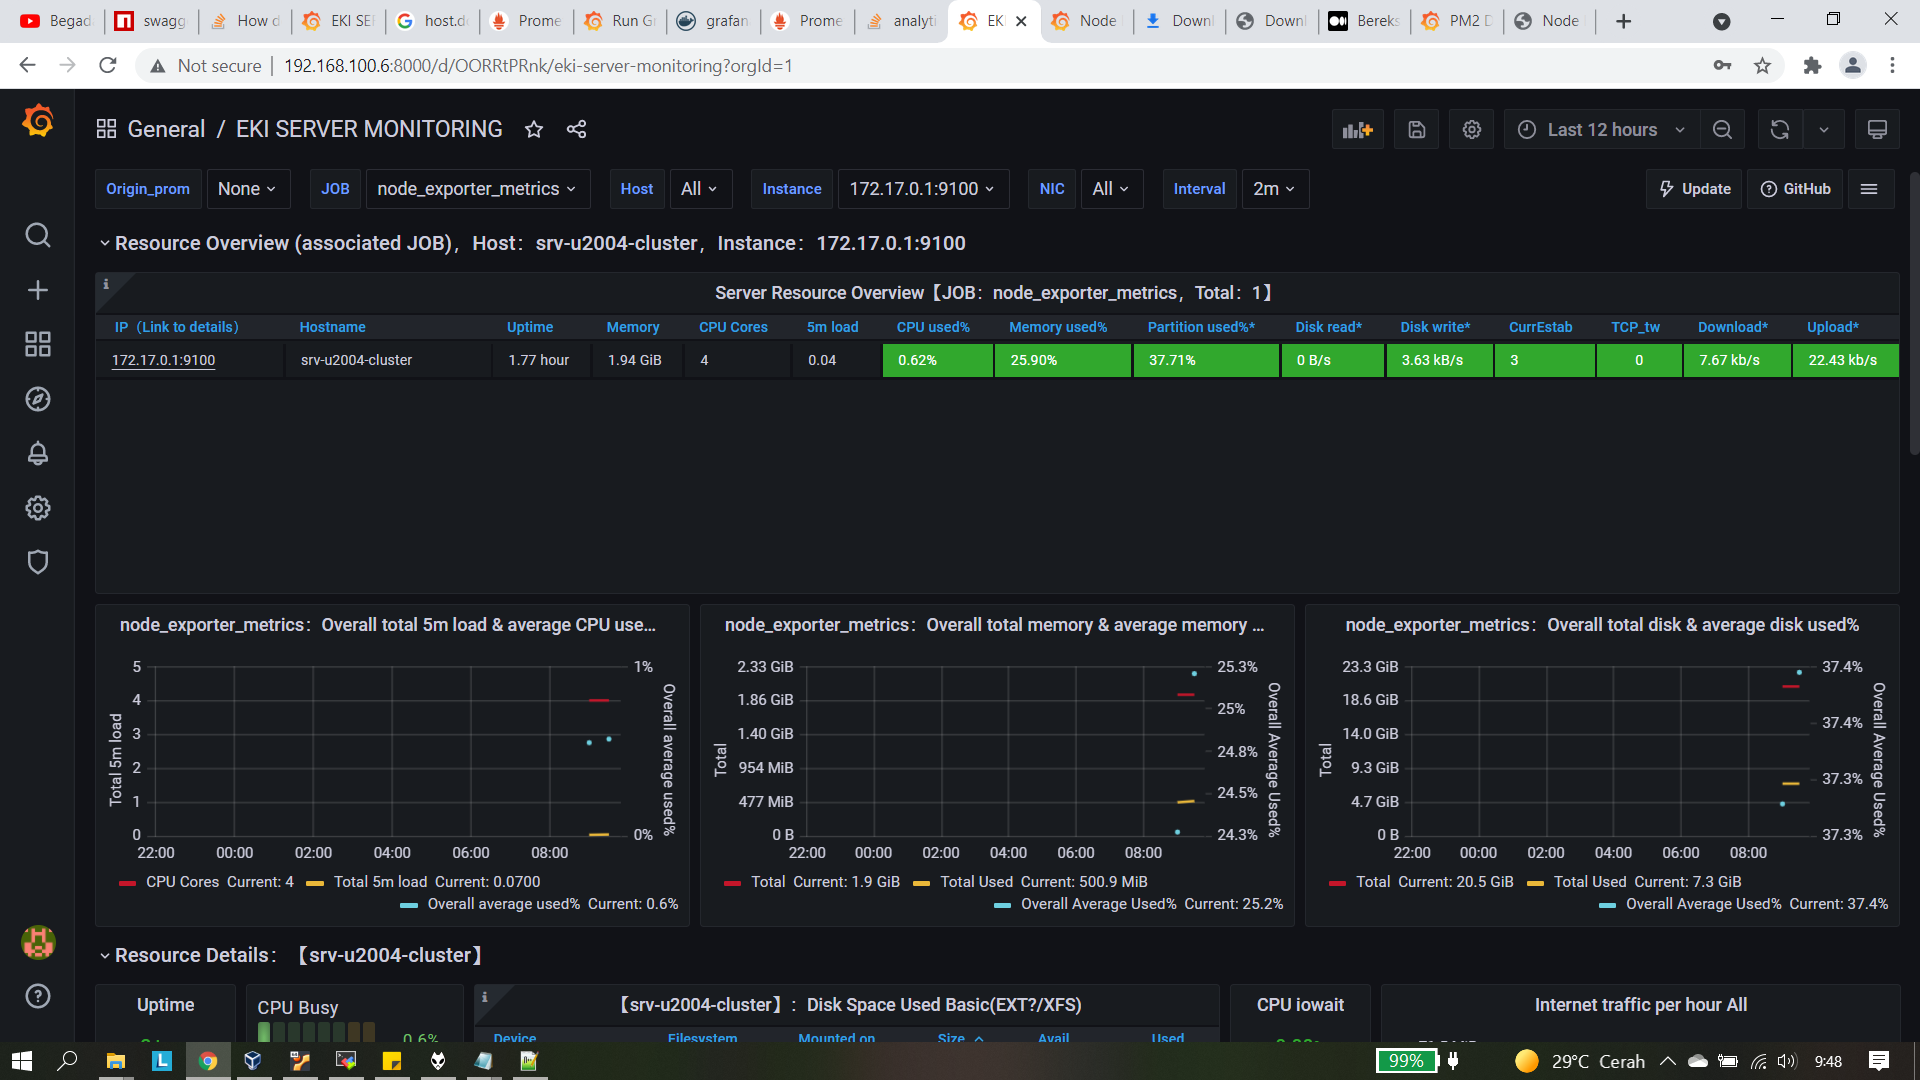 Begad
swagg
How d
EKI SEI
host.do
Prome
Run Gr
grafan
Prome
analyti
EKI
Node
Downl
Downl
Bereks
PM2 D
Node
Not secure
192.168.100.6:8000/d/OORRtPRnk/eki-server-monitoring?orgId=1
General / EKI SERVER MONITORING
Last 12 hours
Origin_prom None JOB node_exporter_metrics Host All Instance 172.17.0.1:9100 NIC All Interval 2m Update GitHub
Resource Overview (associated JOB)，Host：srv-u2004-cluster，Instance：172.17.0.1:9100
Server Resource Overview【JOB：node_exporter_metrics，Total：1】
IP（Link to details） Hostname Uptime Memory CPU Cores 5m load CPU used% Memory used% Partition used%* Disk read* Disk write* CurrEstab TCP_tw Download* Upload*
172.17.0.1:9100 srv-u2004-cluster 1.77 hour 1.94 GiB 4 0.04 0.62% 25.90% 37.71% 0 B/s 3.63 kB/s 3 0 7.67 kb/s 22.43 kb/s
node_exporter_metrics：Overall total 5m load & average CPU use...
5
4
3
2
1
0
1%
0%
Total 5m load
Overall average used%
22:00 00:00 02:00 04:00 06:00 08:00
CPU Cores Current: 4 Total 5m load Current: 0.0700
Overall average used% Current: 0.6%
node_exporter_metrics：Overall total memory & average memory ...
2.33 GiB
1.86 GiB
1.40 GiB
954 MiB
477 MiB
0 B
25.3%
25%
24.8%
24.5%
24.3%
Total
Overall Average Used%
22:00 00:00 02:00 04:00 06:00 08:00
Total Current: 1.9 GiB Total Used Current: 500.9 MiB
Overall Average Used% Current: 25.2%
node_exporter_metrics：Overall total disk & average disk used%
23.3 GiB
18.6 GiB
14.0 GiB
9.3 GiB
4.7 GiB
0 B
37.4%
37.4%
37.3%
37.3%
Total
Overall Average Used%
22:00 00:00 02:00 04:00 06:00 08:00
Total Current: 20.5 GiB Total Used Current: 7.3 GiB
Overall Average Used% Current: 37.4%
Resource Details：【srv-u2004-cluster】
Uptime
CPU Busy
0.6%
【srv-u2004-cluster】：Disk Space Used Basic(EXT?/XFS)
Device Filesystem Mounted on Size Avail Used
CPU iowait
Internet traffic per hour All
99%
29°C Cerah
9:48